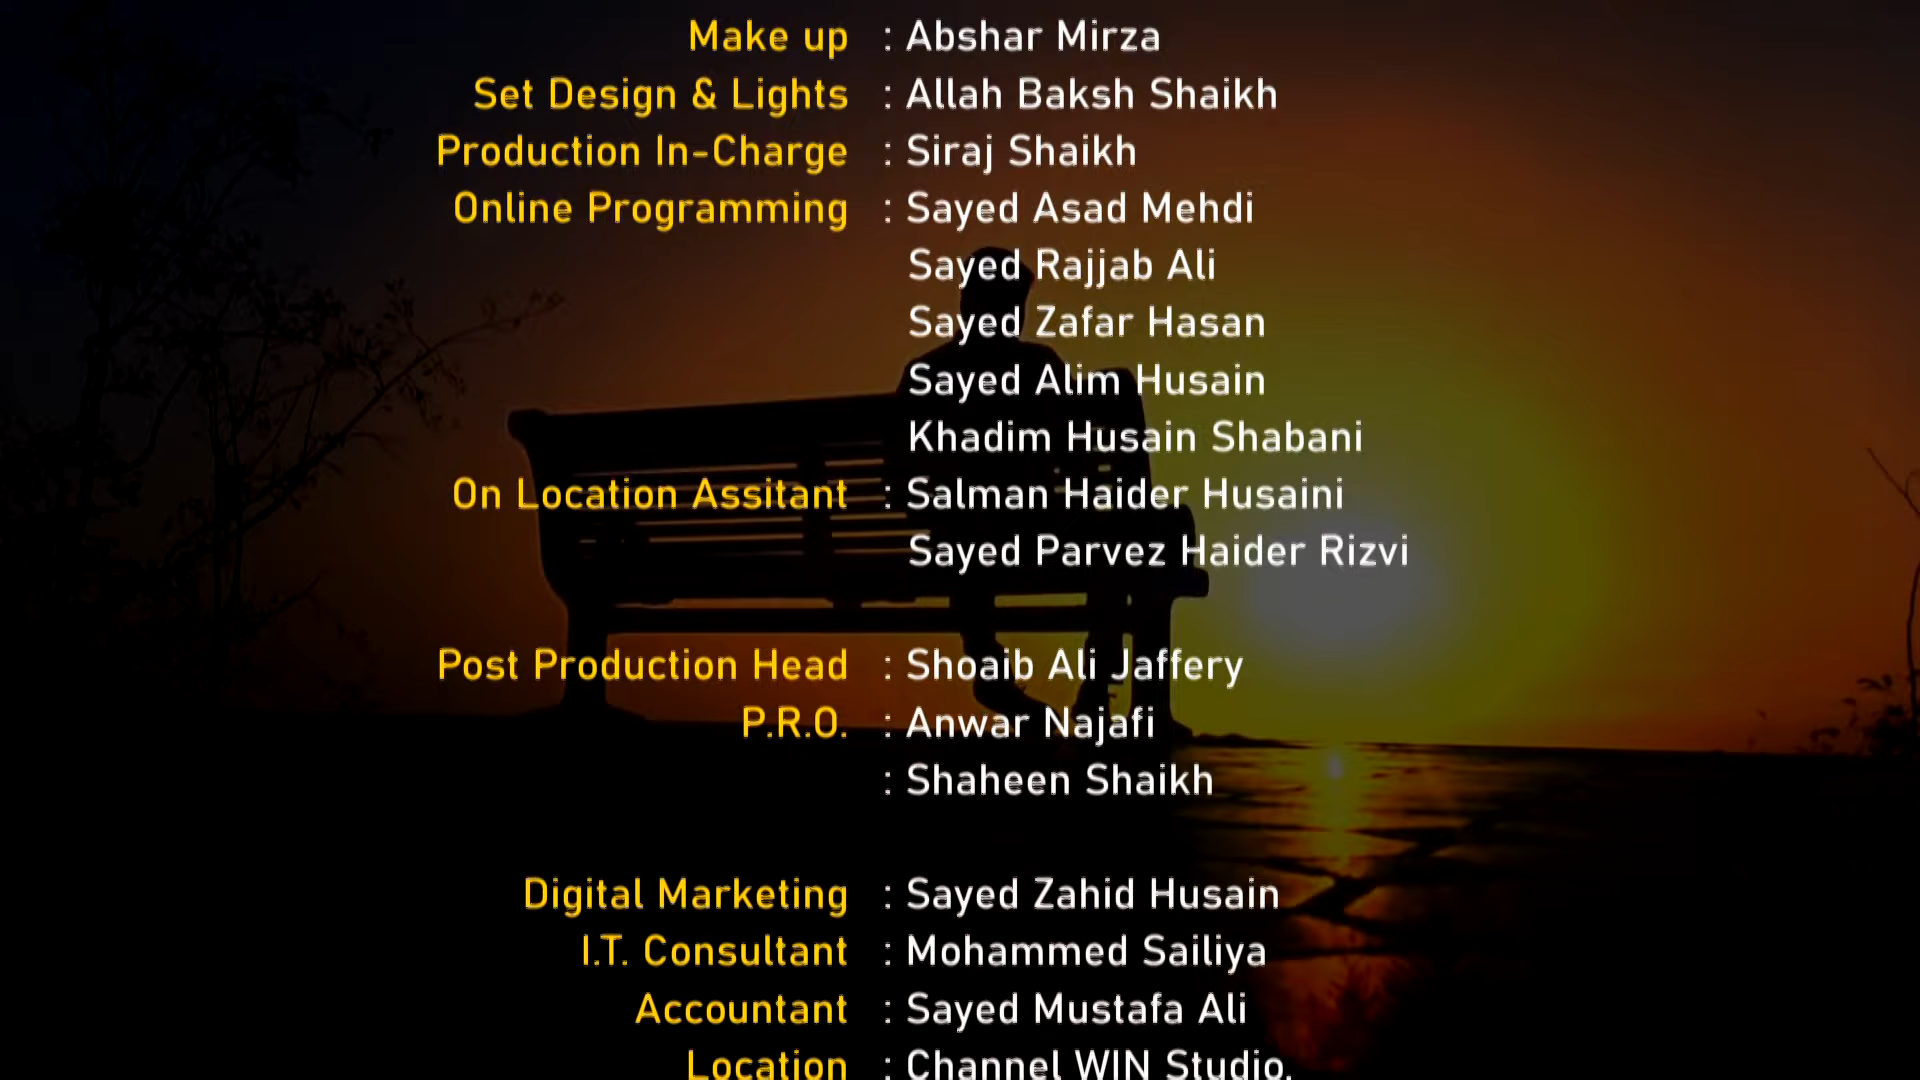 Make up : Abshar Mirza
Set Design & Lights : Allah Baksh Shaikh
Production In-Charge : Siraj Shaikh
Online Programming : Sayed Asad Mehdi
Sayed Rajjab Ali
Sayed Zafar Hasan
Sayed Alim Husain
Khadim Husain Shabani
On Location Assitant : Salman Haider Husaini
Sayed Parvez Haider Rizvi
Post Production Head : Shoaib Ali Jaffery
P.R.O. : Anwar Najafi
: Shaheen Shaikh
Digital Marketing : Sayed Zahid Husain
I.T. Consultant : Mohammed Sailiya
Accountant : Sayed Mustafa Ali
Location : Channel WIN Studio.